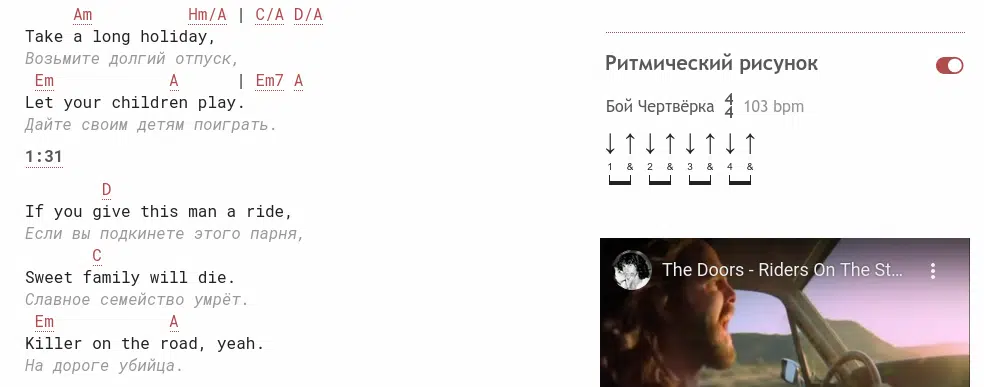 Am Hm/A | C/A D/A
Take a long holiday,
Возьмите долгий отпуск,
Em A | Em7 A
Let your children play.
Дайте своим детям поиграть.
1:31
D
If you give this man a ride,
Если вы подкинете этого парня,
C
Sweet family will die.
Славное семейство умрёт.
Em A
Killer on the road, yeah.
На дороге убийца.
Ритмический рисунок
Бой Чертвёрка 4/4 103 bpm
↓ ↑ ↓ ↑ ↓ ↑ ↓ ↑
1 & 2 & 3 & 4 &
The Doors - Riders On The St...